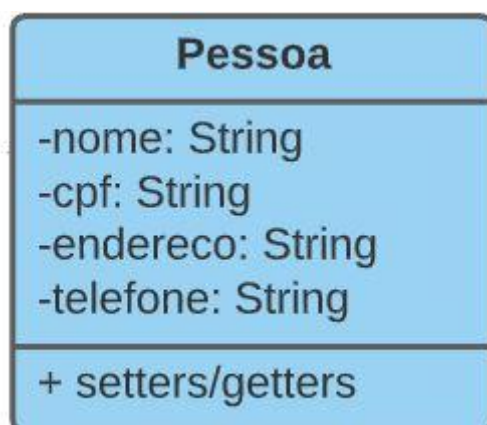 Pessoa
-nome: String
-cpf: String
-endereco: String
-telefone: String
+ setters/getters